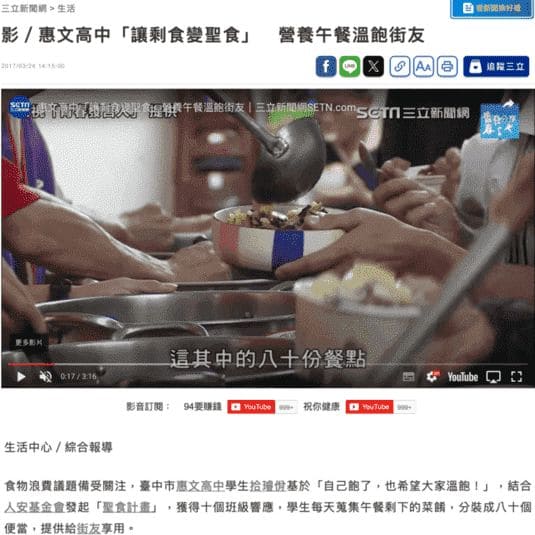 三立新聞網 > 生活
看新聞換好禮
影／惠文高中「讓剩食變聖食」　營養午餐溫飽街友
2017/03/24 14:15:00
追蹤三立
SETN
惠文高中「讓剩食變聖食」 營養午餐溫飽街友｜三立新聞網SETN.com
提供
SETN三立新聞網
更多影片
這其中的八十份餐點
0:17 / 3:16
YouTube
影音訂閱： 94要賺錢 YouTube 999+ 祝你健康 YouTube 999+
生活中心／綜合報導
食物浪費議題備受關注，臺中市惠文高中學生拾璿僦基於「自己飽了，也希望大家溫飽！」，結合
人安基金會發起「聖食計畫」，獲得十個班級響應，學生每天蒐集午餐剩下的菜餚，分裝成八十個
便當，提供給街友享用。